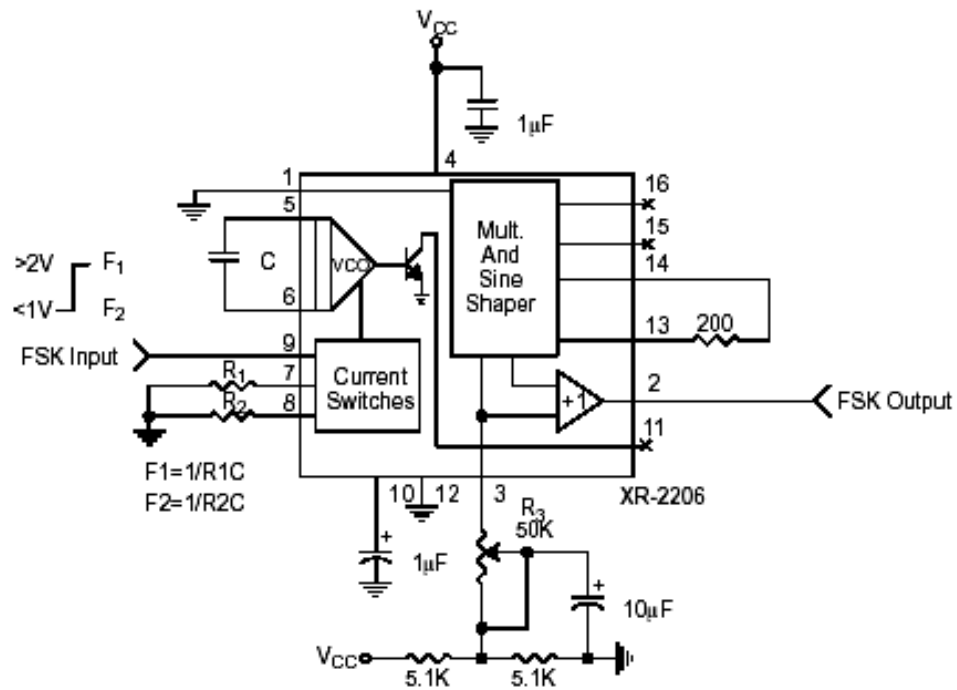 VCC
1µF
4
1
16
5
15
Mult.
And
Sine
Shaper
14
>2V
F1
C
VCO
<1V
F2
6
13
200
FSK Input
9
R1
7
Current
Switches
R2
8
+1
2
FSK Output
11
F1=1/R1C
F2=1/R2C
10
12
3
XR-2206
R3
50K
+
1µF
+
10µF
VCC
5.1K
5.1K